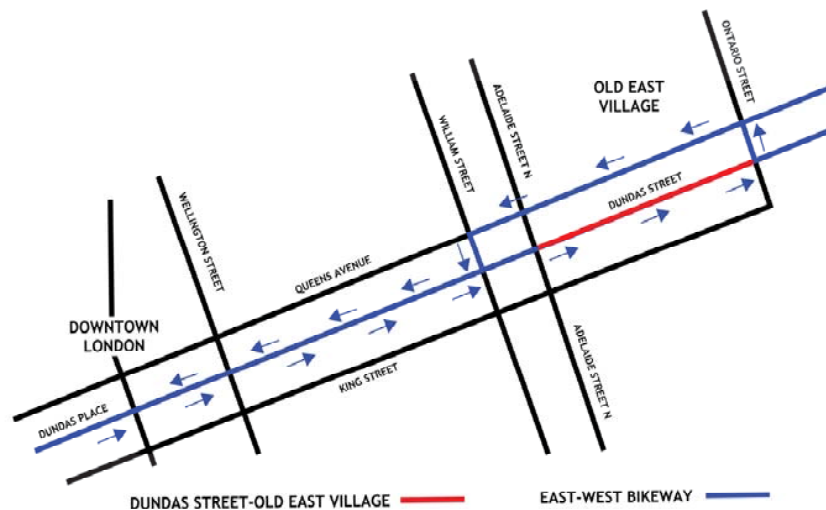 OLD EAST
VILLAGE
ONTARIO STREET
ADELAIDE STREET N
WILLIAM STREET
WELLINGTON STREET
DUNDAS STREET
QUEENS AVENUE
DOWNTOWN
LONDON
KING STREET
ADELAIDE STREET N
DUNDAS PLACE
DUNDAS STREET-OLD EAST VILLAGE
EAST-WEST BIKEWAY